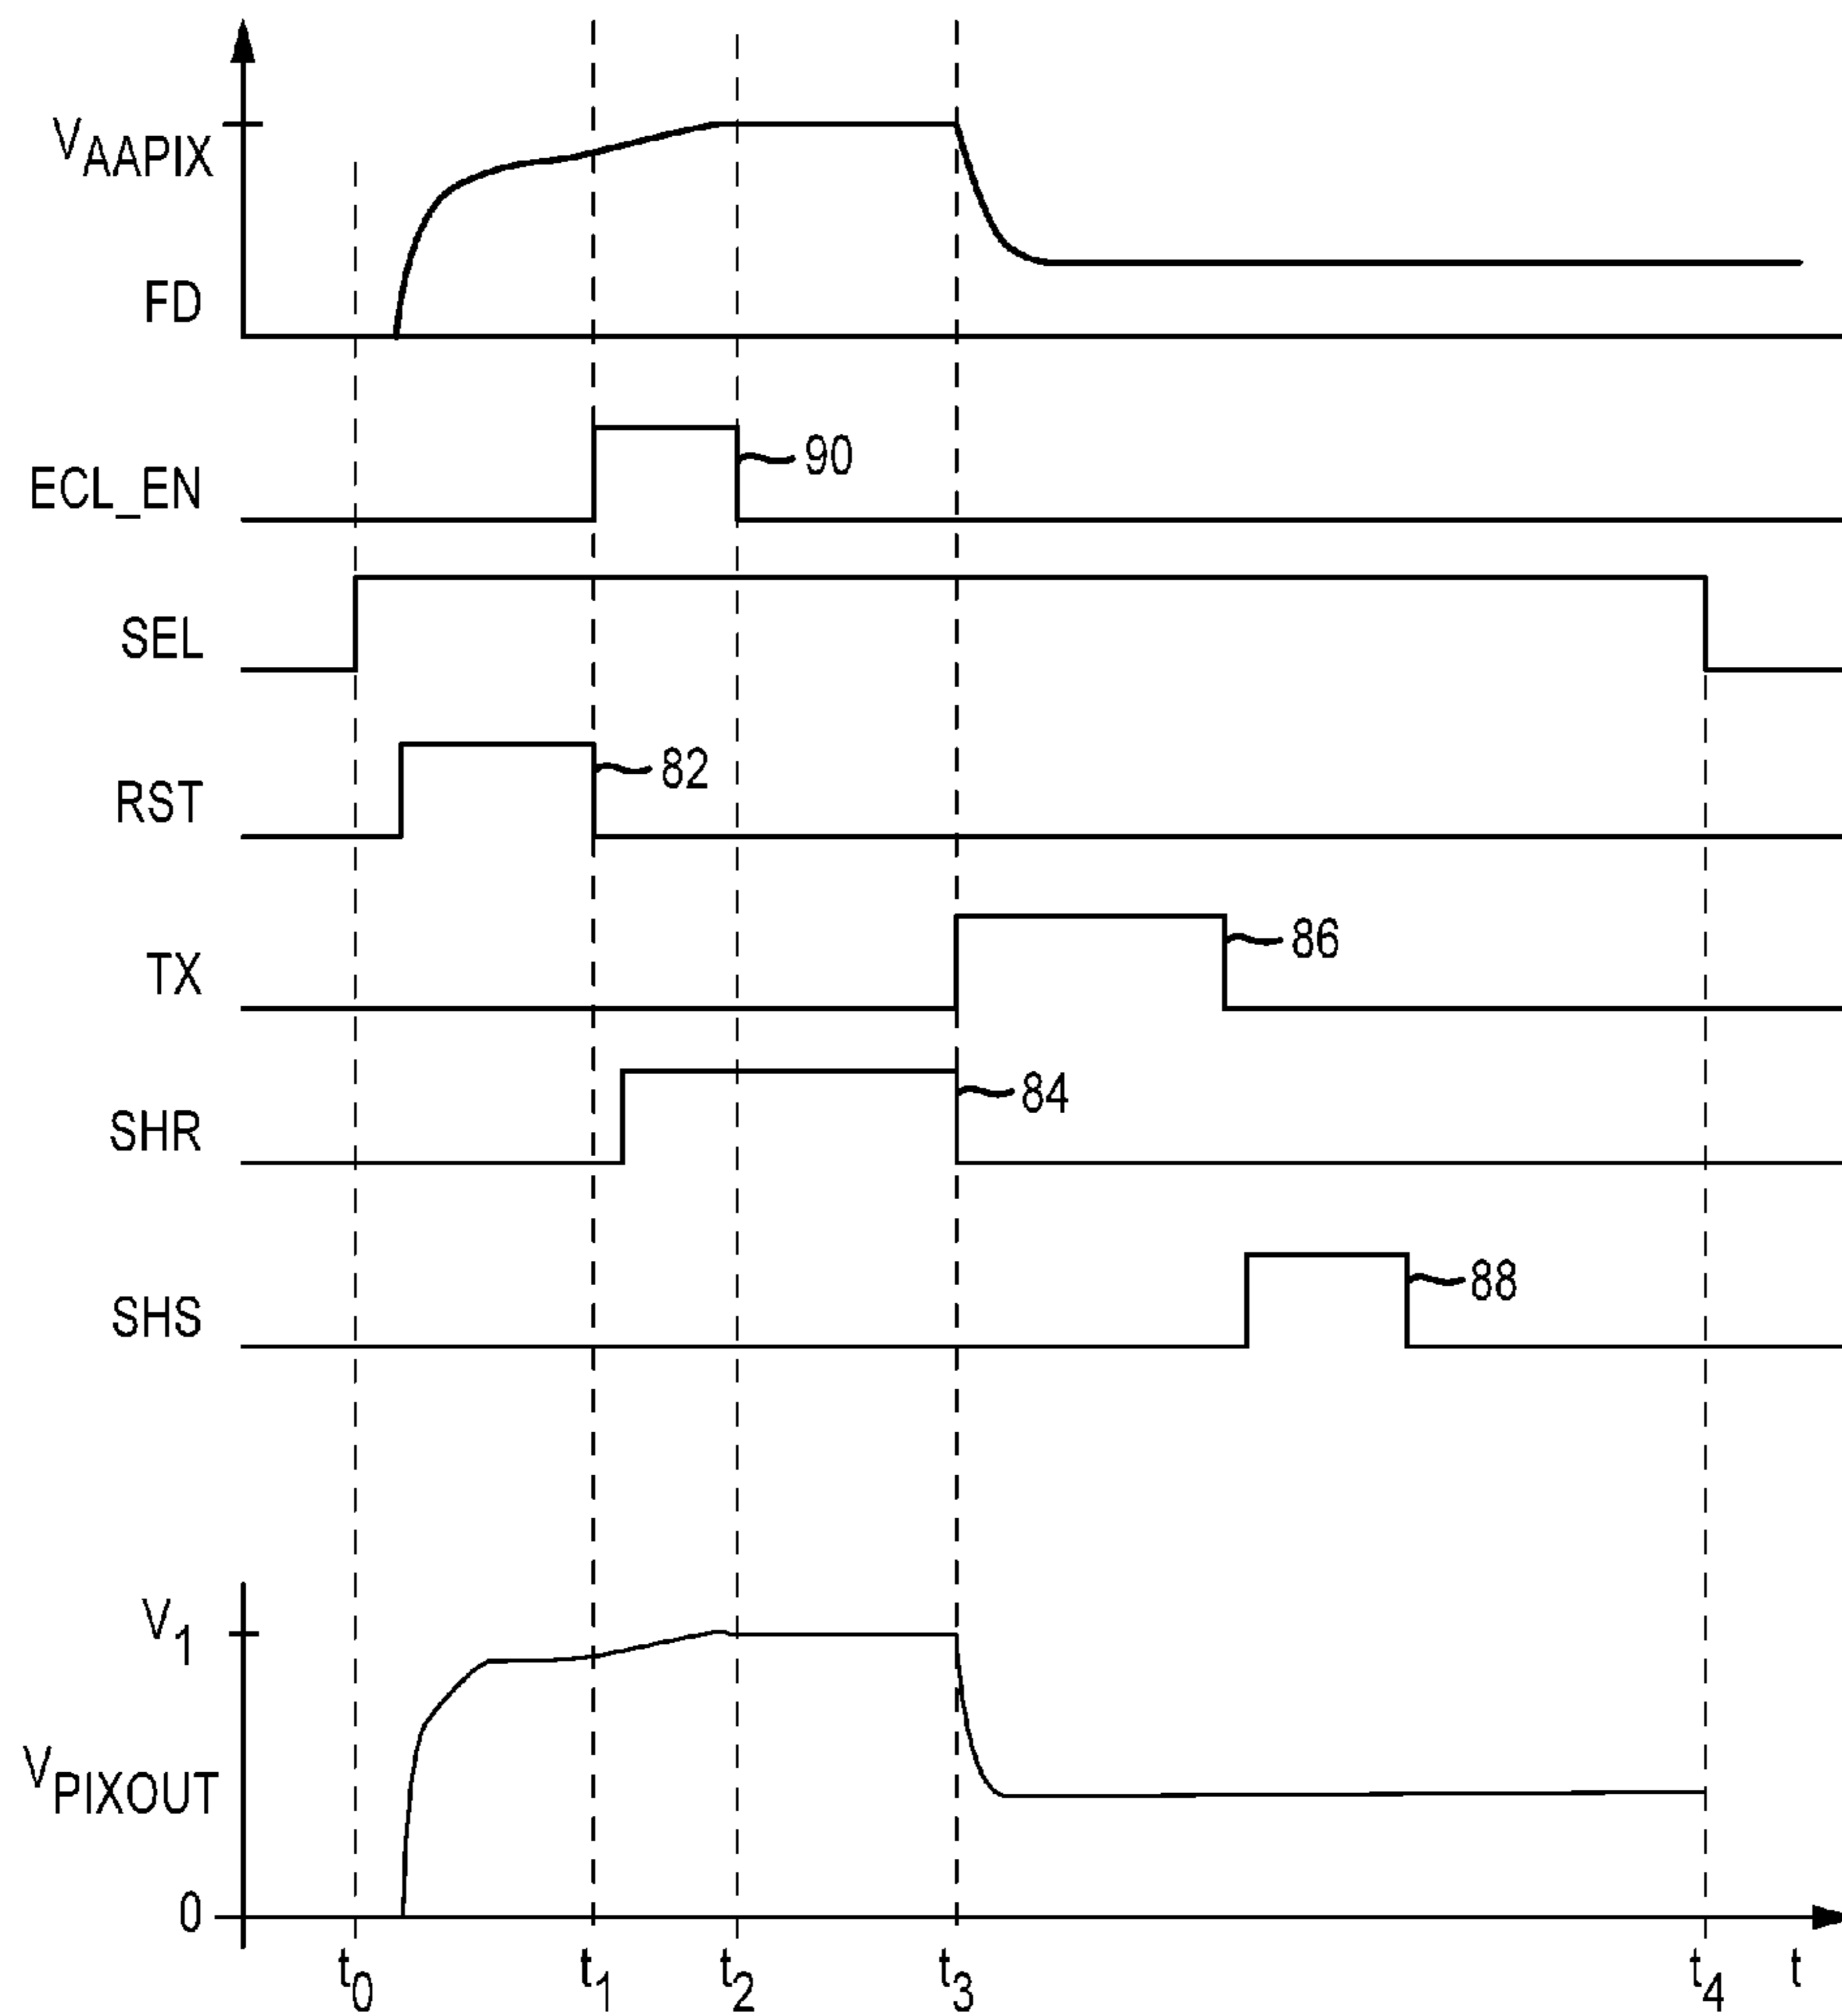 VAAPIX
FD
ECL_EN
90
SEL
RST
82
TX
86
SHR
84
SHS
88
V1
VPIXOUT
0
t0 t1 t2 t3 t4 t